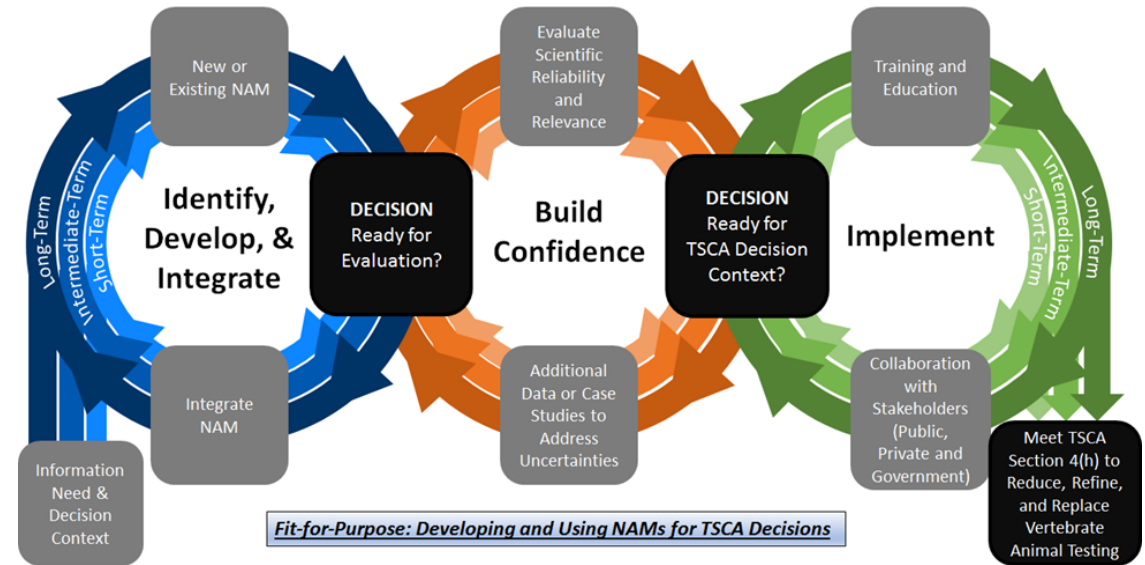 New or
Existing NAM
Long-Term
Intermediate-Term
Short-Term
Identify,
Develop, &
Integrate
Integrate
NAM
Information
Need &
Decision
Context
DECISION
Ready for
Evaluation?
Evaluate
Scientific
Reliability
and
Relevance
Build
Confidence
Additional
Data or Case
Studies to
Address
Uncertainties
DECISION
Ready for
TSCA Decision
Context?
Training and
Education
Implement
Short-Term
Intermediate-Term
Long-Term
Collaboration
with
Stakeholders
(Public,
Private and
Government)
Meet TSCA
Section 4(h) to
Reduce, Refine,
and Replace
Vertebrate
Animal Testing
Fit-for-Purpose: Developing and Using NAMs for TSCA Decisions